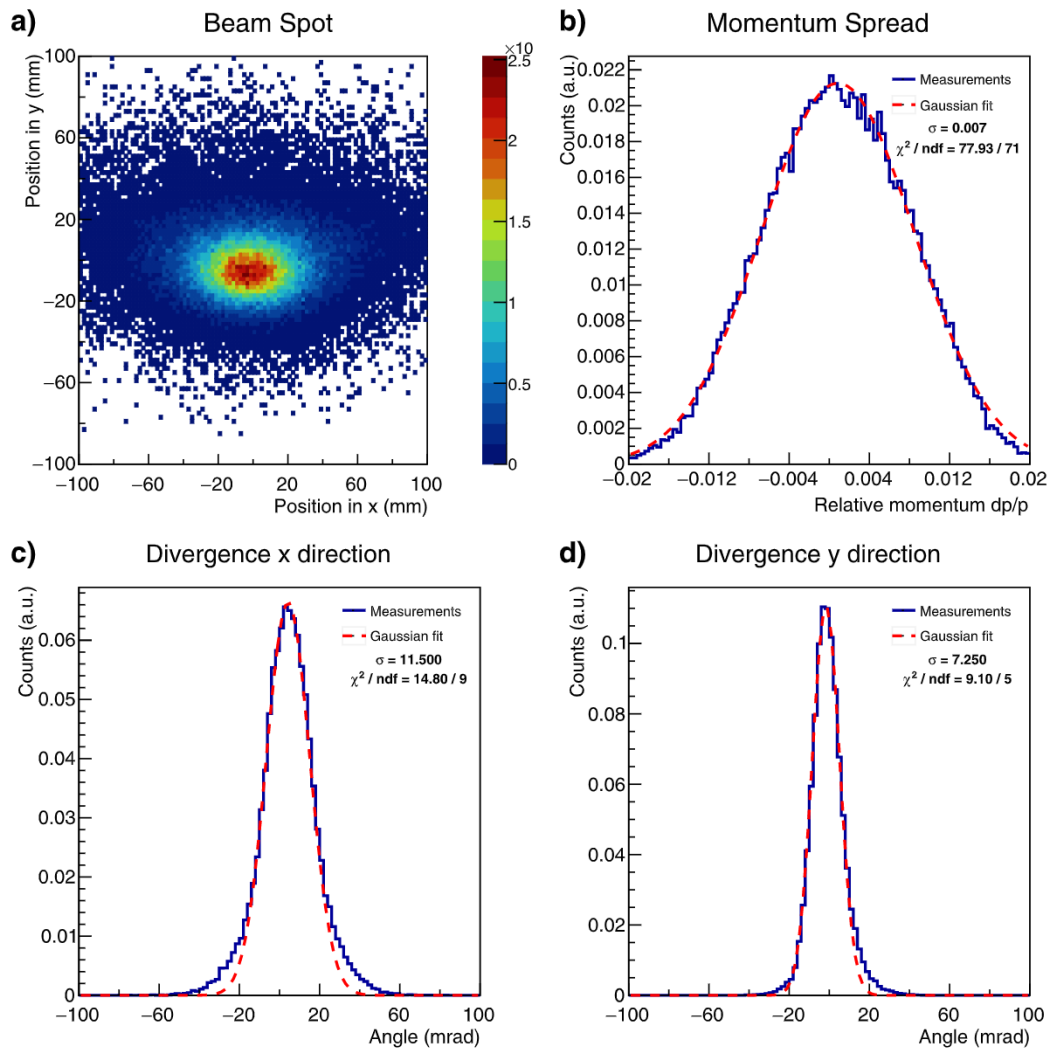 a) Beam Spot
×10
Position in y (mm)
100
60
20
−20
−60
−100
−100 −60 −20 20 60 100
Position in x (mm)
2.5
2
1.5
1
0.5
0
b) Momentum Spread
Counts (a.u.)
0.022
0.02
0.018
0.016
0.014
0.012
0.01
0.008
0.006
0.004
0.002
0
−0.02 −0.012 −0.004 0.004 0.012 0.02
Relative momentum dp/p
Measurements
Gaussian fit
σ = 0.007
χ² / ndf = 77.93 / 71
c) Divergence x direction
Counts (a.u.)
0.06
0.05
0.04
0.03
0.02
0.01
0
−100 −60 −20 20 60 100
Angle (mrad)
Measurements
Gaussian fit
σ = 11.500
χ² / ndf = 14.80 / 9
d) Divergence y direction
Counts (a.u.)
0.1
0.08
0.06
0.04
0.02
0
−100 −60 −20 20 60 100
Angle (mrad)
Measurements
Gaussian fit
σ = 7.250
χ² / ndf = 9.10 / 5